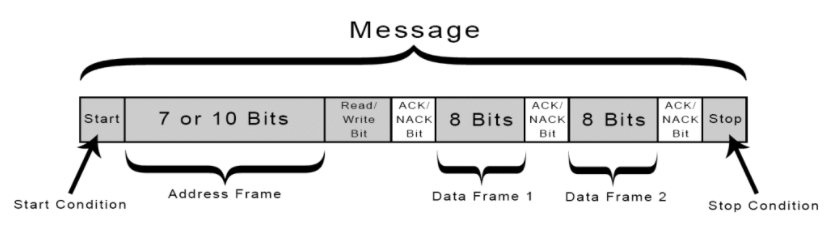 Message
Start
7 or 10 Bits
Read/
Write
Bit
ACK/
NACK
Bit
8 Bits
ACK/
NACK
Bit
8 Bits
ACK/
NACK
Bit
Stop
Start Condition
Address Frame
Data Frame 1
Data Frame 2
Stop Condition